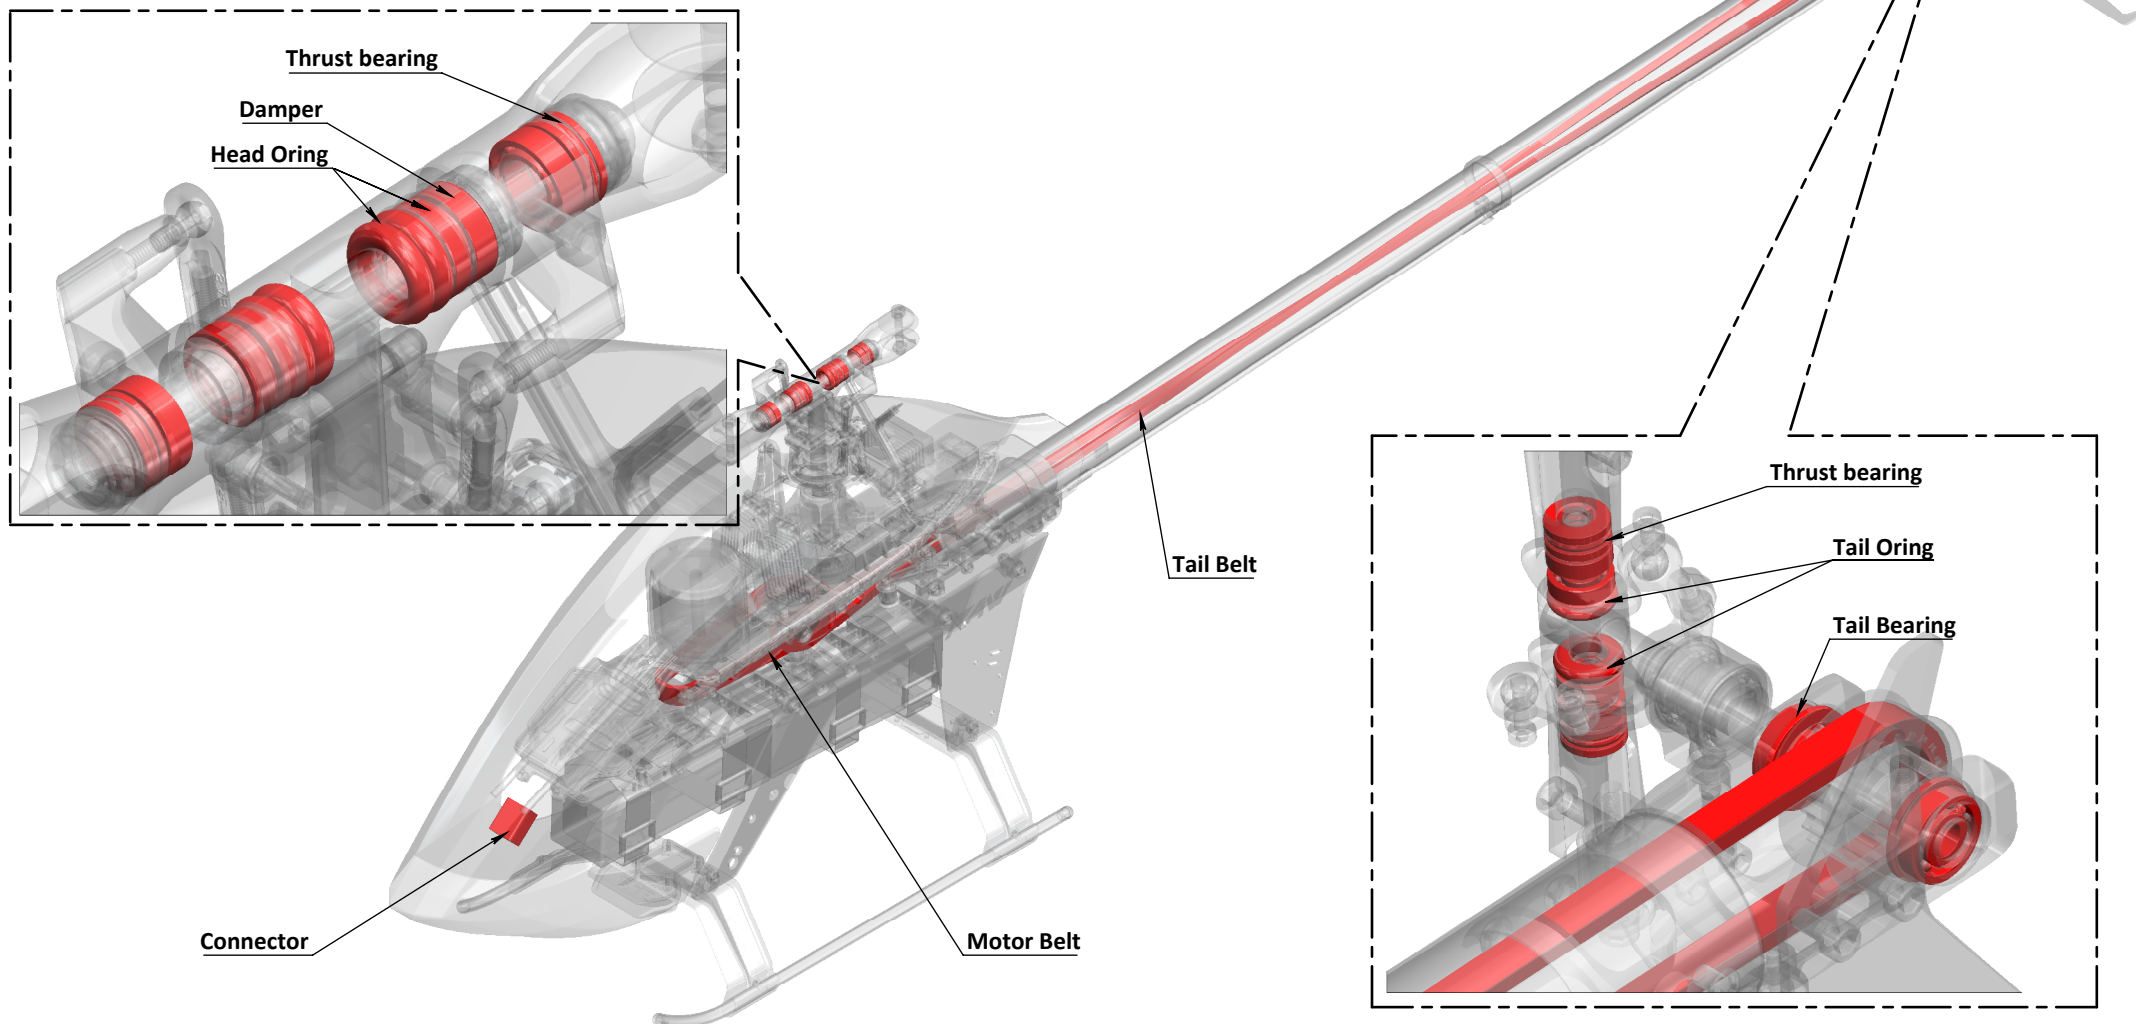 Thrust bearing
Damper
Head Oring
Thrust bearing
Tail Oring
Tail Belt
Tail Bearing
Connector
Motor Belt